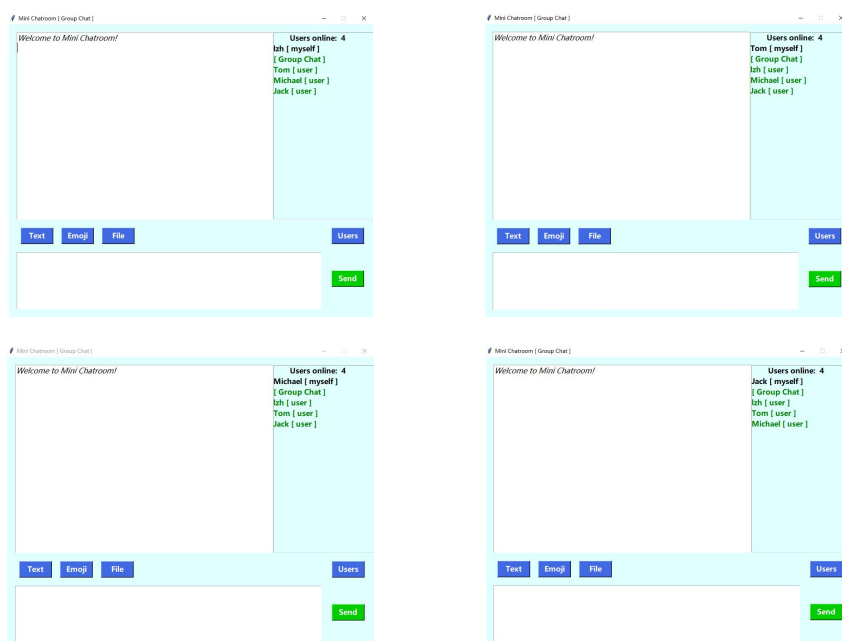 Mini Chatroom [ Group Chat ]
Welcome to Mini Chatroom!
Users online: 4
lzh [ myself ]
[ Group Chat ]
Tom [ user ]
Michael [ user ]
Jack [ user ]
Text Emoji File Users
Send
Mini Chatroom [ Group Chat ]
Welcome to Mini Chatroom!
Users online: 4
Tom [ myself ]
[ Group Chat ]
lzh [ user ]
Michael [ user ]
Jack [ user ]
Text Emoji File Users
Send
Mini Chatroom [ Group Chat ]
Welcome to Mini Chatroom!
Users online: 4
Michael [ myself ]
[ Group Chat ]
lzh [ user ]
Tom [ user ]
Jack [ user ]
Text Emoji File Users
Send
Mini Chatroom [ Group Chat ]
Welcome to Mini Chatroom!
Users online: 4
Jack [ myself ]
[ Group Chat ]
lzh [ user ]
Tom [ user ]
Michael [ user ]
Text Emoji File Users
Send